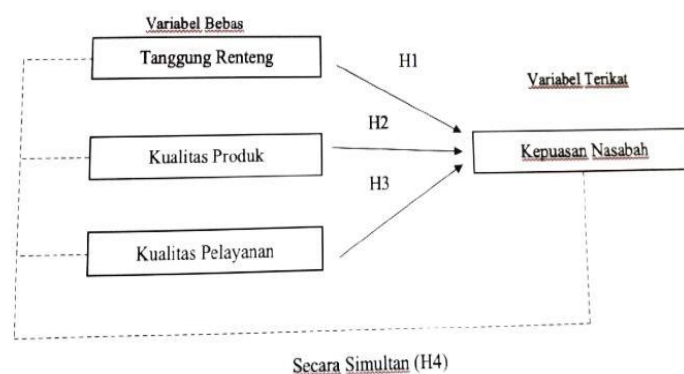 Variabel Bebas
Tanggung Renteng
H1
Variabel Terikat
H2
Kualitas Produk
Kepuasan Nasabah
H3
Kualitas Pelayanan
Secara Simultan (H4)